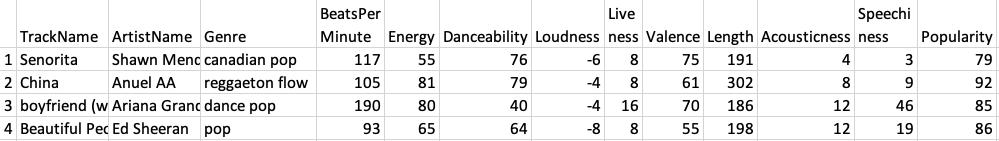 BeatsPer Live Speechi
TrackName ArtistName Genre Minute Energy Danceability Loudness ness Valence Length Acousticness ness Popularity
1 Senorita Shawn Menc canadian pop 117 55 76 -6 8 75 191 4 3 79
2 China Anuel AA reggaeton flow 105 81 79 -4 8 61 302 8 9 92
3 boyfriend (w Ariana Granc dance pop 190 80 40 -4 16 70 186 12 46 85
4 Beautiful Pec Ed Sheeran pop 93 65 64 -8 8 55 198 12 19 86